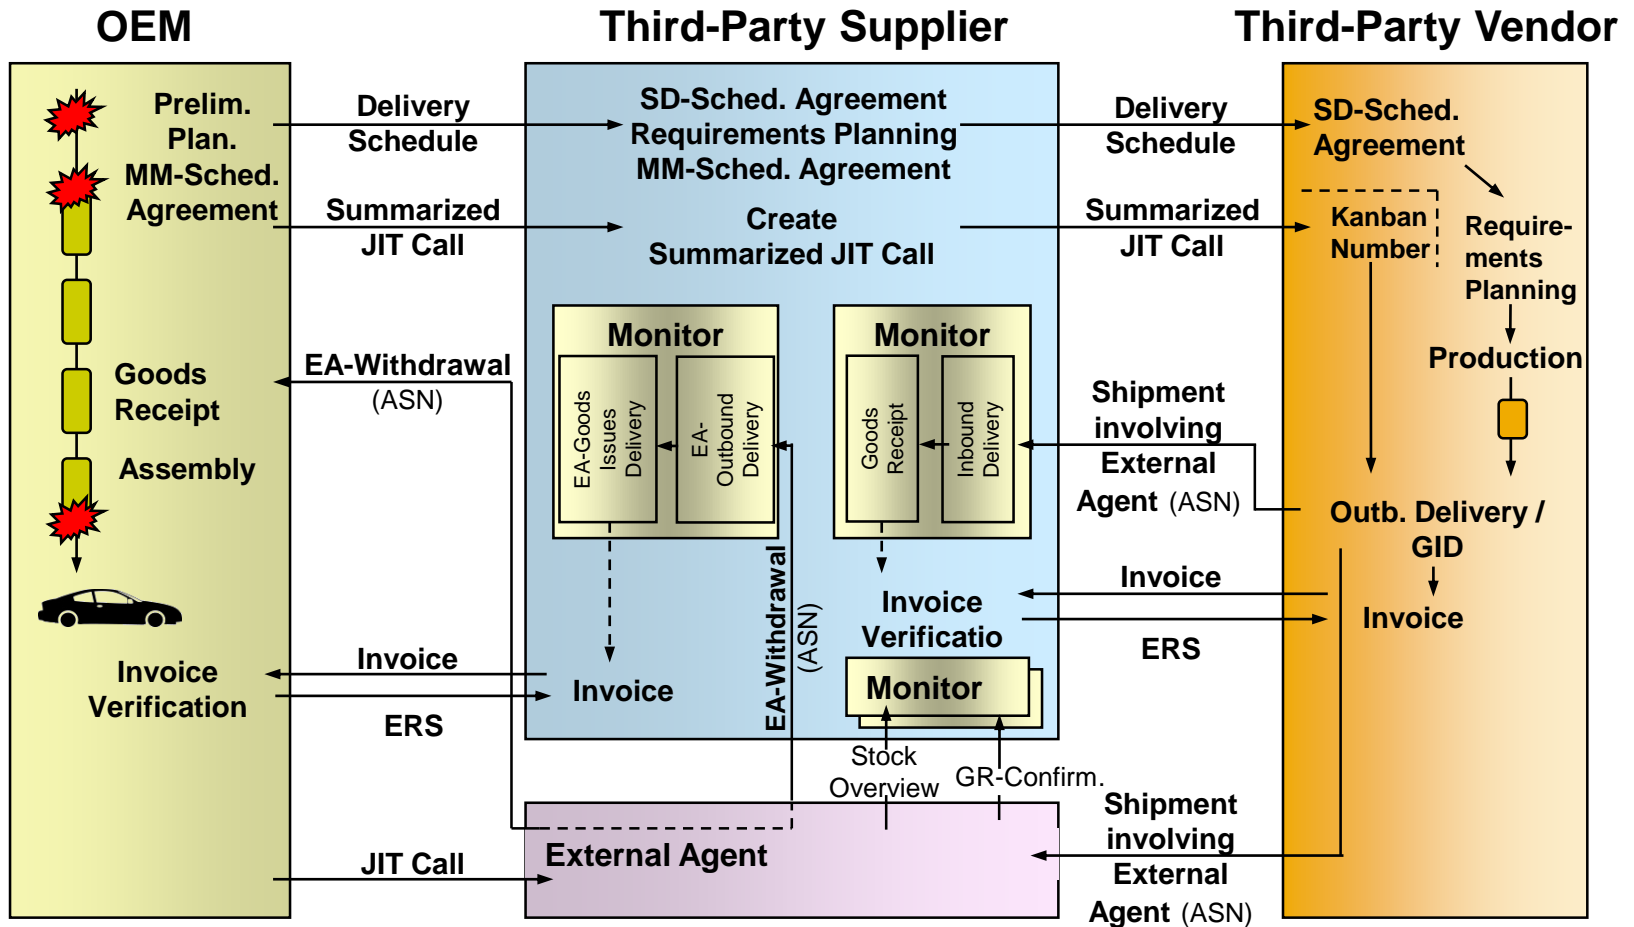 OEM
Third-Party Supplier
Third-Party Vendor
Prelim.
Plan.
MM-Sched.
Agreement
Goods
Receipt
Assembly
Invoice
Verification
Delivery
Schedule
Summarized
JIT Call
EA-Withdrawal
(ASN)
Invoice
ERS
JIT Call
SD-Sched. Agreement
Requirements Planning
MM-Sched. Agreement
Create
Summarized JIT Call
Monitor
EA-Goods
Issues
Delivery
EA-
Outbound
Delivery
Monitor
Goods
Receipt
Inbound
Delivery
Invoice
EA-Withdrawal
(ASN)
Invoice
Verificatio
Monitor
Stock
Overview
GR-Confirm.
External Agent
Delivery
Schedule
Summarized
JIT Call
Shipment
involving
External
Agent (ASN)
Invoice
ERS
Shipment
involving
External
Agent (ASN)
SD-Sched.
Agreement
Kanban
Number
Require-
ments
Planning
Production
Outb. Delivery /
GID
Invoice